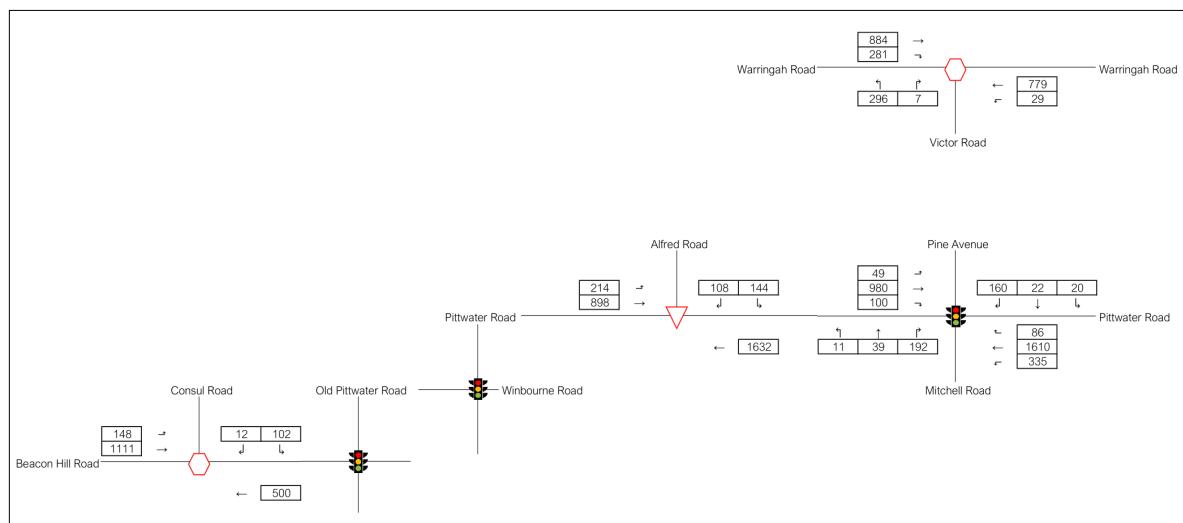 884 →
281
Warringah Road
Warringah Road
296 7
← 779
29
Victor Road
Alfred Road
Pine Avenue
214
898 →
108 144
49
980 →
100
160 22 20
Pittwater Road
Pittwater Road
← 1632
11 39 192
86
← 1610
335
Mitchell Road
Consul Road
Old Pittwater Road
Winbourne Road
148
1111 →
12 102
Beacon Hill Road
← 500